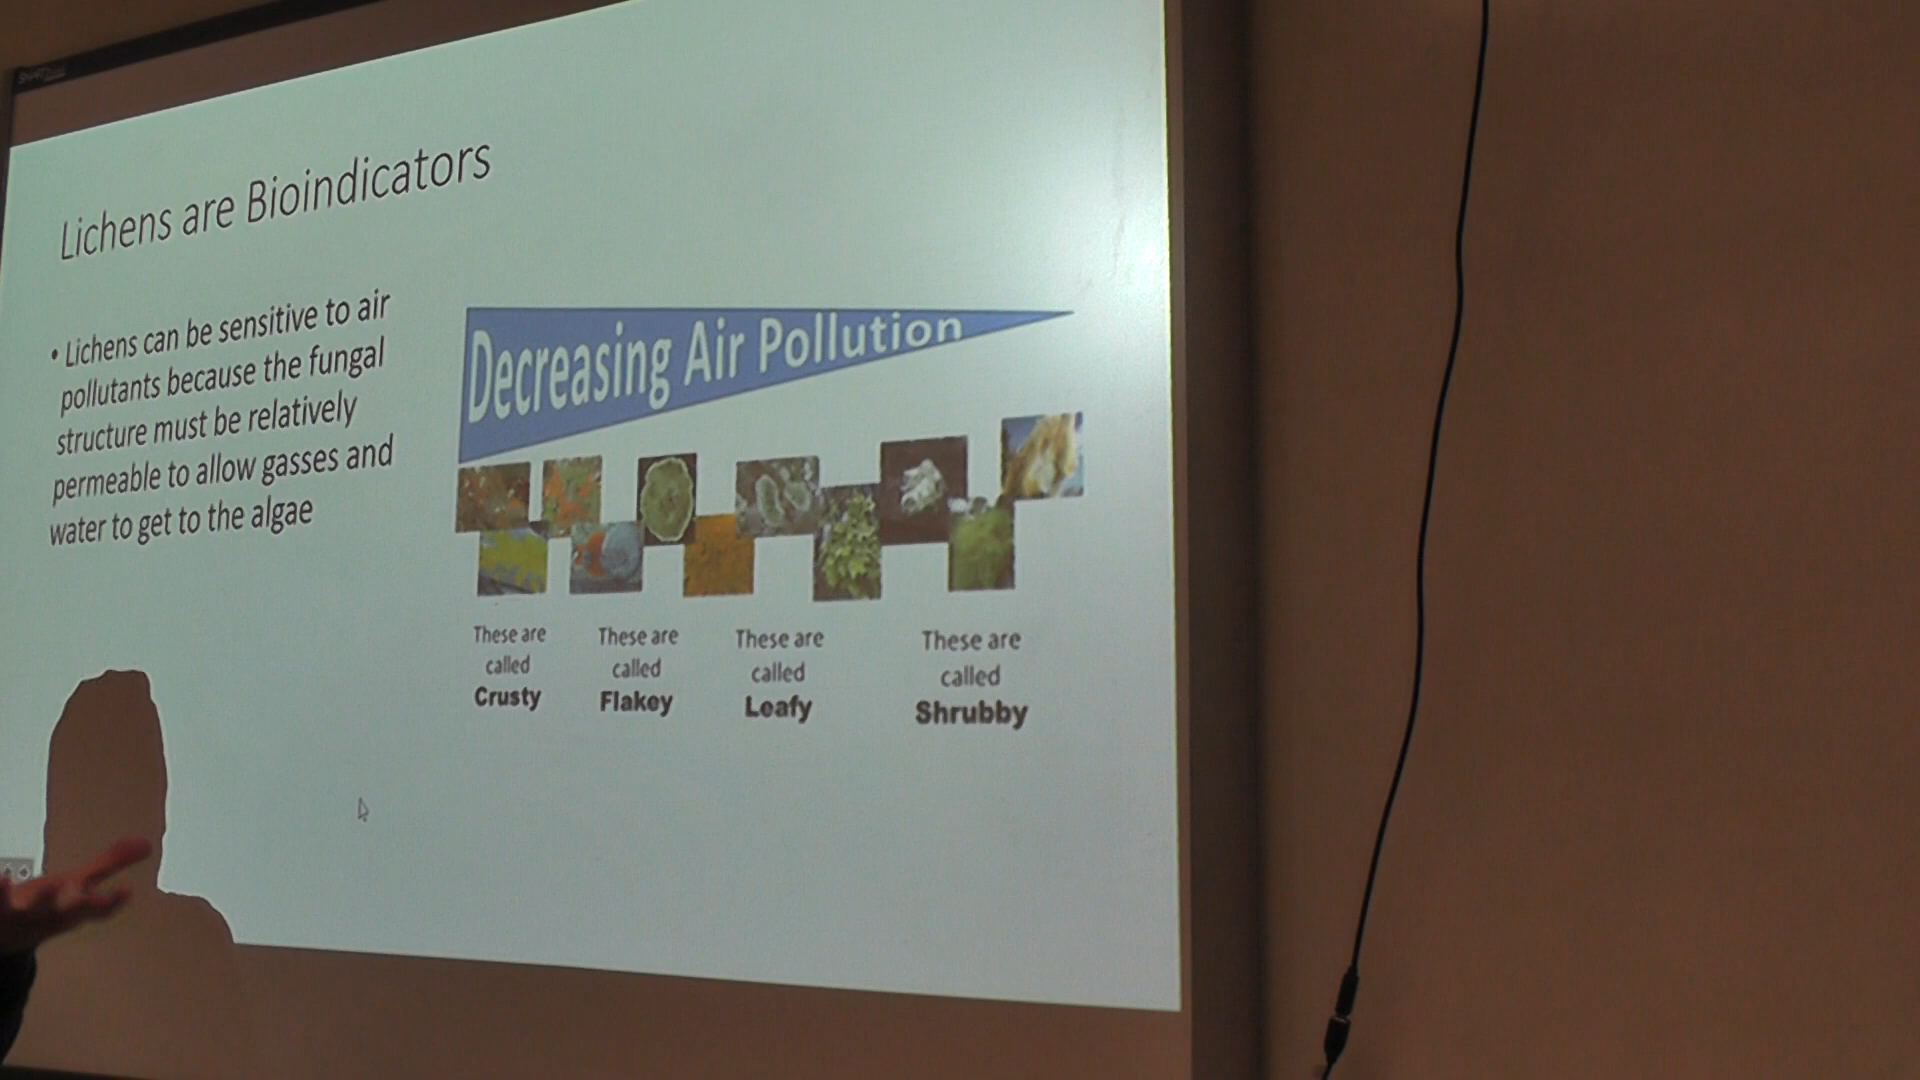 SMART
Lichens are Bioindicators
• Lichens can be sensitive to air
pollutants because the fungal
structure must be relatively
permeable to allow gasses and
water to get to the algae
Decreasing Air Pollution
These are
called
Crusty
These are
called
Flakey
These are
called
Leafy
These are
called
Shrubby